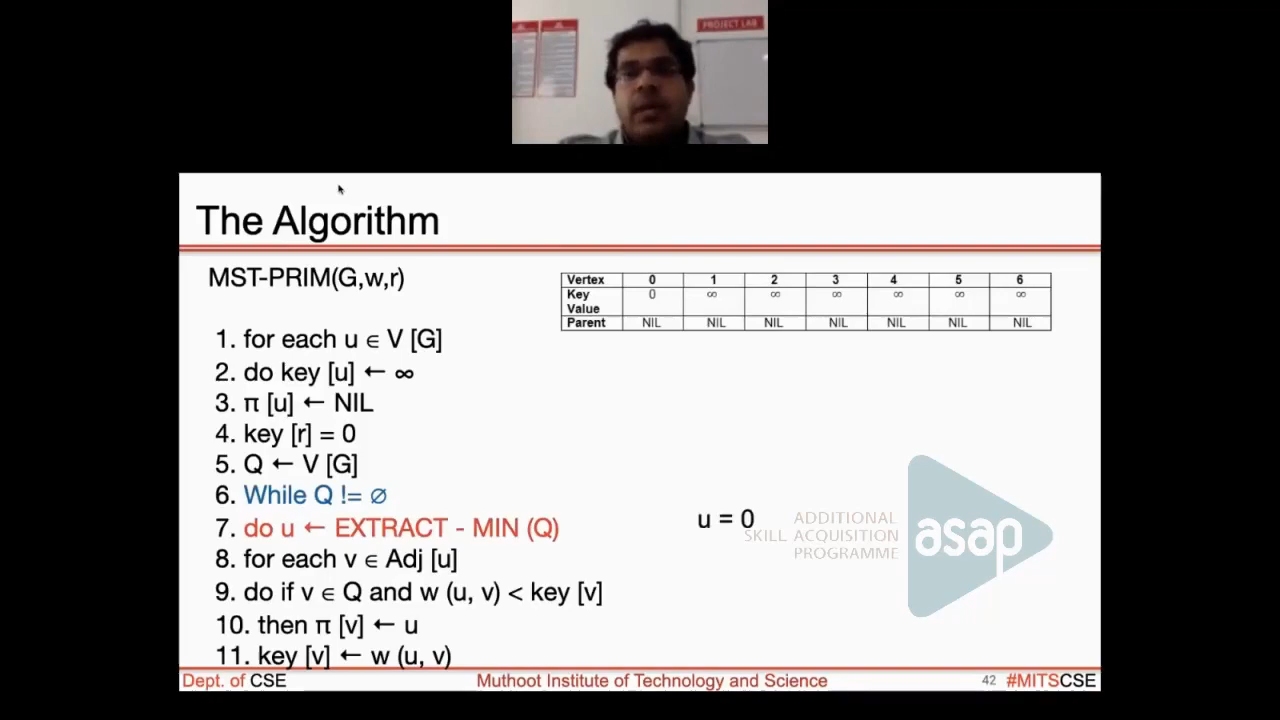 PROJECT LAB
The Algorithm
MST-PRIM(G,w,r)
Vertex 0 1 2 3 4 5 6
Key Value 0 ∞ ∞ ∞ ∞ ∞ ∞
Parent NIL NIL NIL NIL NIL NIL NIL
1. for each u ∈ V [G]
2. do key [u] ← ∞
3. π [u] ← NIL
4. key [r] = 0
5. Q ← V [G]
6. While Q != ∅
7. do u ← EXTRACT - MIN (Q)
8. for each v ∈ Adj [u]
9. do if v ∈ Q and w (u, v) < key [v]
10. then π [v] ← u
11. key [v] ← w (u, v)
u = 0
ADDITIONAL
SKILL ACQUISITION
PROGRAMME
asap
Dept. of CSE Muthoot Institute of Technology and Science 42 #MITSCSE